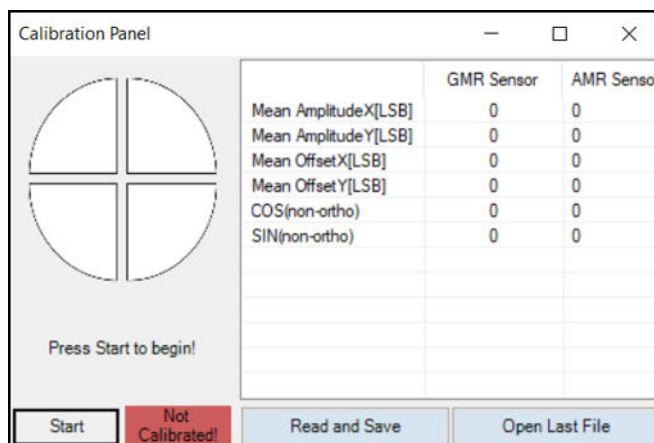 Calibration Panel
GMR Sensor AMR Senso
Mean AmplitudeX[LSB] 0 0
Mean AmplitudeY[LSB] 0 0
Mean OffsetX[LSB] 0 0
Mean OffsetY[LSB] 0 0
COS(non-ortho) 0 0
SIN(non-ortho) 0 0
Press Start to begin!
Start
Not
Calibrated!
Read and Save
Open Last File